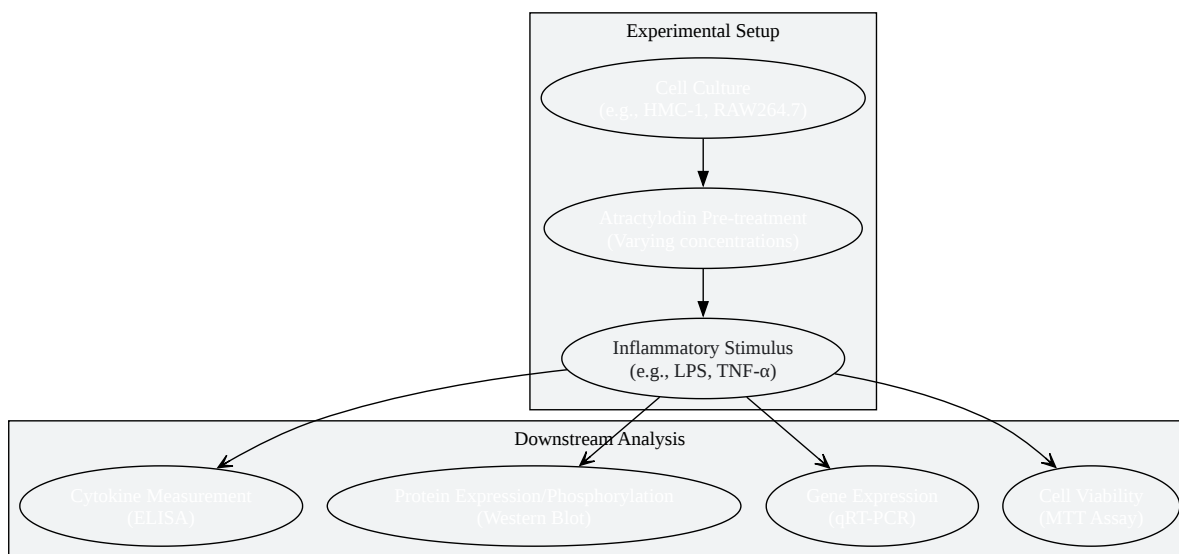 Experimental Setup
Cell Culture
(e.g., HMC-1, RAW264.7)
Atractylodin Pre-treatment
(Varying concentrations)
Inflammatory Stimulus
(e.g., LPS, TNF-α)
Downstream Analysis
Cytokine Measurement
(ELISA)
Protein Expression/Phosphorylation
(Western Blot)
Gene Expression
(qRT-PCR)
Cell Viability
(MTT Assay)